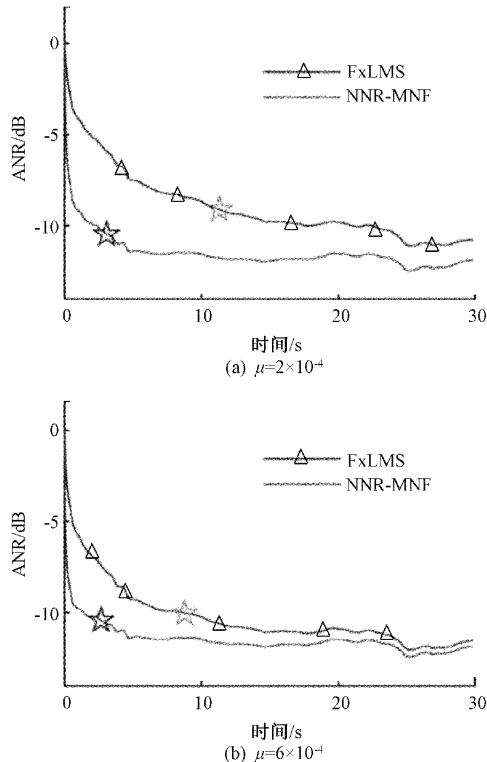 0
-5
-10
ANR/dB
FxLMS
NNR-MNF
0
10
20
30
时间/s
(a) μ=2×10⁻⁴
0
-5
-10
ANR/dB
FxLMS
NNR-MNF
0
10
20
30
时间/s
(b) μ=6×10⁻⁴